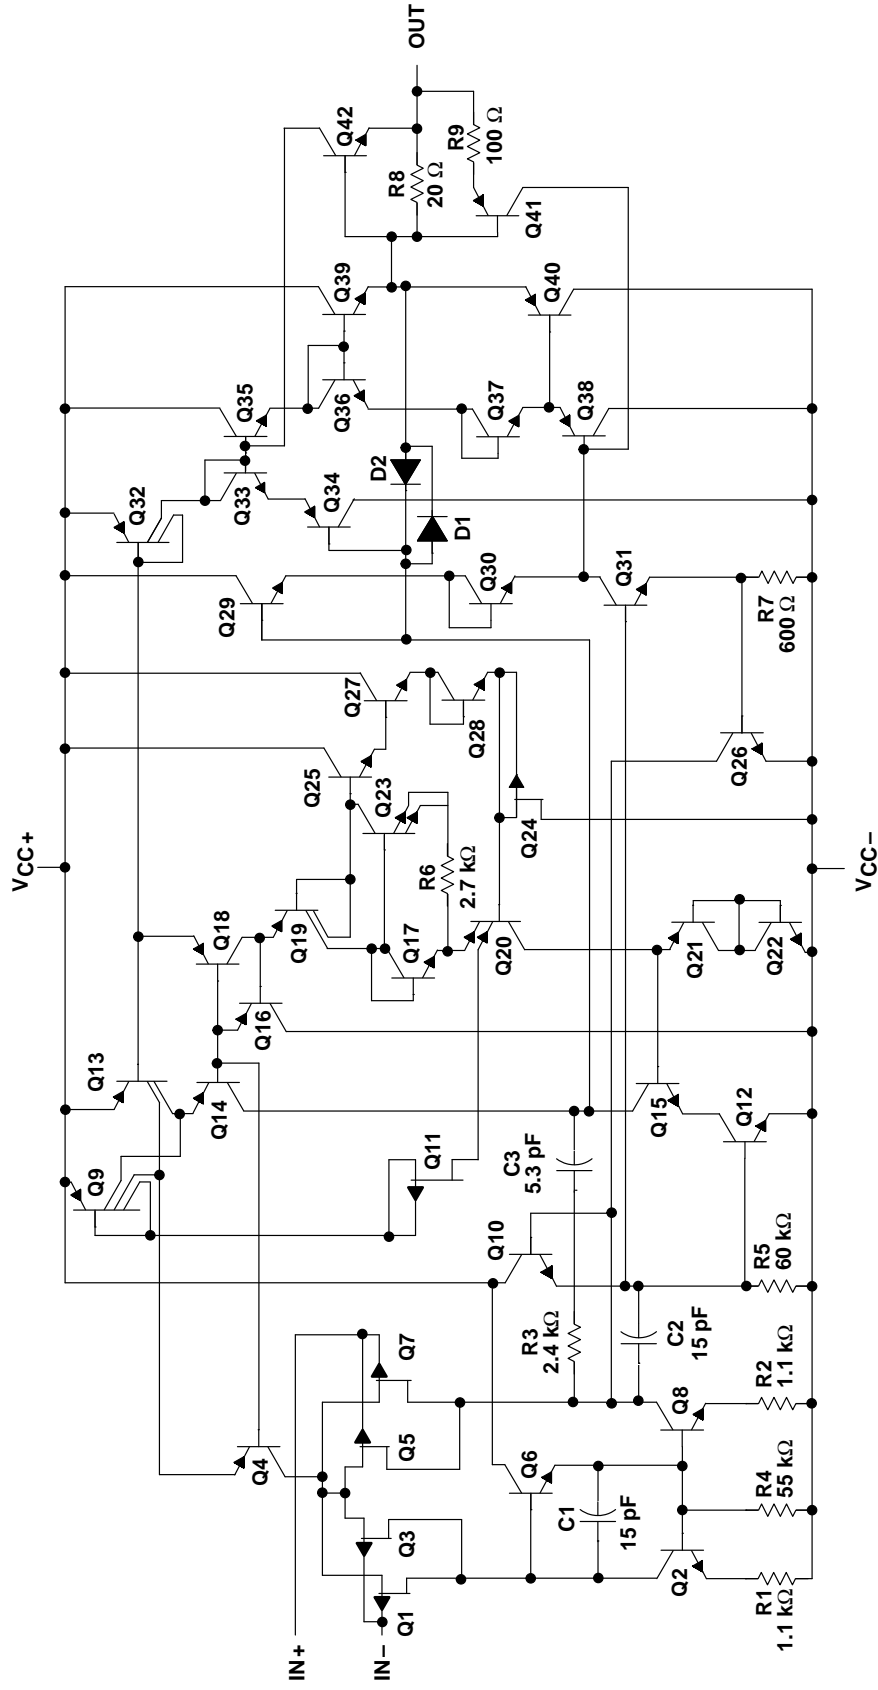 VCC+
Q9
Q13
Q32
Q14
Q18
Q16
Q19
Q25
Q23
Q27
Q28
Q29
Q33
Q35
Q34
Q36
Q39
Q42
OUT
R8
20 Ω
R9
100 Ω
Q41
D2
D1
Q37
Q38
Q40
Q30
Q31
R7
600 Ω
Q26
R6
2.7 kΩ
Q17
Q20
Q24
Q21
Q22
VCC−
Q11
C3
5.3 pF
Q15
Q12
Q10
R3
2.4 kΩ
C2
15 pF
R5
60 kΩ
Q4
IN+
IN−
Q1
Q3
Q5
Q7
Q6
C1
15 pF
Q2
Q8
R1
1.1 kΩ
R4
55 kΩ
R2
1.1 kΩ